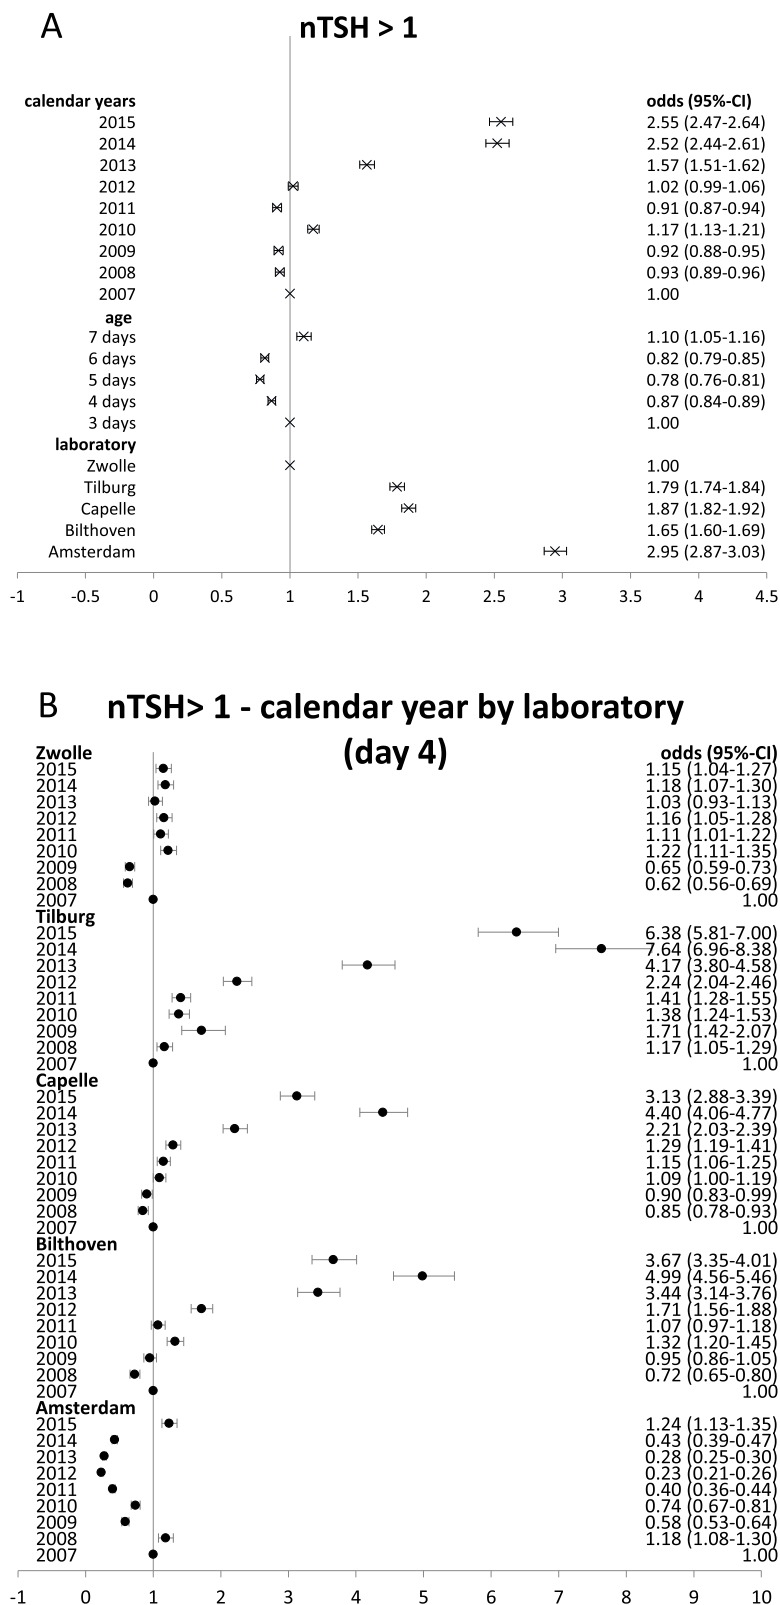 A
nTSH > 1
calendar years odds (95%-CI)
2015 2.55 (2.47-2.64)
2014 2.52 (2.44-2.61)
2013 1.57 (1.51-1.62)
2012 1.02 (0.99-1.06)
2011 0.91 (0.87-0.94)
2010 1.17 (1.13-1.21)
2009 0.92 (0.88-0.95)
2008 0.93 (0.89-0.96)
2007 1.00
age
7 days 1.10 (1.05-1.16)
6 days 0.82 (0.79-0.85)
5 days 0.78 (0.76-0.81)
4 days 0.87 (0.84-0.89)
3 days 1.00
laboratory
Zwolle 1.00
Tilburg 1.79 (1.74-1.84)
Capelle 1.87 (1.82-1.92)
Bilthoven 1.65 (1.60-1.69)
Amsterdam 2.95 (2.87-3.03)
-1 -0.5 0 1 1.5 2 2.5 3 3.5 4 4.5
B
nTSH> 1 - calendar year by laboratory
(day 4)
Zwolle odds (95%-CI)
2015 1.15 (1.04-1.27)
2014 1.18 (1.07-1.30)
2013 1.03 (0.93-1.13)
2012 1.16 (1.05-1.28)
2011 1.11 (1.01-1.22)
2010 1.22 (1.11-1.35)
2009 0.65 (0.59-0.73)
2008 0.62 (0.56-0.69)
2007 1.00
Tilburg
2015 6.38 (5.81-7.00)
2014 7.64 (6.96-8.38)
2013 4.17 (3.80-4.58)
2012 2.24 (2.04-2.46)
2011 1.41 (1.28-1.55)
2010 1.38 (1.24-1.53)
2009 1.71 (1.42-2.07)
2008 1.17 (1.05-1.29)
2007 1.00
Capelle
2015 3.13 (2.88-3.39)
2014 4.40 (4.06-4.77)
2013 2.21 (2.03-2.39)
2012 1.29 (1.19-1.41)
2011 1.15 (1.06-1.25)
2010 1.09 (1.00-1.19)
2009 0.90 (0.83-0.99)
2008 0.85 (0.78-0.93)
2007 1.00
Bilthoven
2015 3.67 (3.35-4.01)
2014 4.99 (4.56-5.46)
2013 3.44 (3.14-3.76)
2012 1.71 (1.56-1.88)
2011 1.07 (0.97-1.18)
2010 1.32 (1.20-1.45)
2009 0.95 (0.86-1.05)
2008 0.72 (0.65-0.80)
2007 1.00
Amsterdam
2015 1.24 (1.13-1.35)
2014 0.43 (0.39-0.47)
2013 0.28 (0.25-0.30)
2012 0.23 (0.21-0.26)
2011 0.40 (0.36-0.44)
2010 0.74 (0.67-0.81)
2009 0.58 (0.53-0.64)
2008 1.18 (1.08-1.30)
2007 1.00
-1 0 1 2 3 4 5 6 7 8 9 10